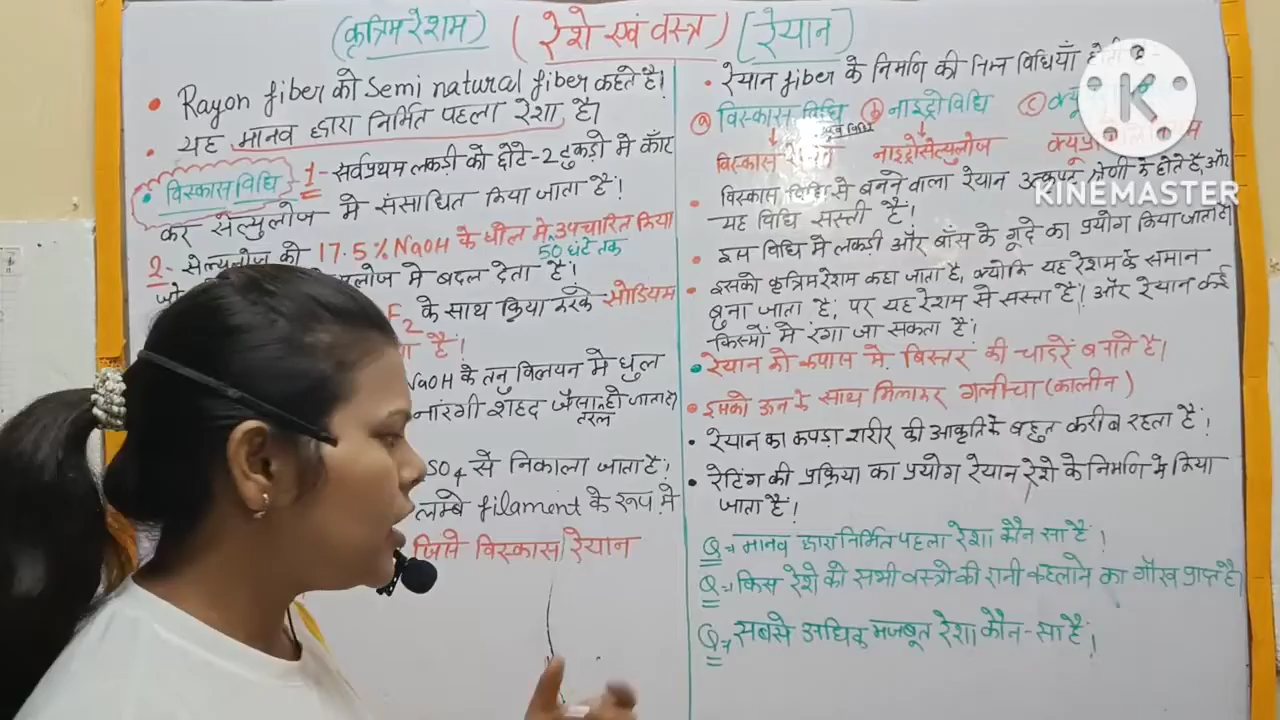 (कृत्रिम रेशम) (रेशे एवं वस्त्र) [रेयान]
• Rayon fiber को Semi natural fiber कहते है।
• यह मानव द्वारा निर्मित पहला रेशा है।
• विस्कास विधि 1- सर्वप्रथम लकड़ी को छोटे-2 टुकड़ो मे काँट
कर सेल्युलोज मे संसाधित किया जाता है।
2- सेल्युलोज को 17.5% NaOH के घोल मे उपचारित किया
50 घंटे तक
मे बदल देता है।
के साथ क्रिया करके सोडियम
है।
NaOH के तनु विलयन मे घुल
नारंगी शहद जैसा हो जाता है
तरल
SO4 से निकाला जाता है।
लम्बे filament के रूप मे
जिसे विस्कास रेयान
• रेयान fiber के निर्माण की निम्न विधियाँ
ⓐ विस्कास विधि ⓑ नाइट्रो विधि ⓒ
विस्कास नाइट्रोसेल्युलोज
• विस्कास विधि मे बनने वाला रेयान उत्कृष्ट श्रेणी के होते है, और
यह विधि सस्ती है।
• इस विधि मे लकड़ी और बाँस के गूदे का प्रयोग किया जाता है
• इसको कृत्रिम रेशम कहा जाता है, क्योकि यह रेशम के समान
बुना जाता है; पर यह रेशम से सस्ता है। और रेयान कई
किस्मों मे रंगा जा सकता है।
• रेयान को कपास मे बिस्तर की चादरें बनाते है।
• इसको ऊन के साथ मिलाकर गलीचा (कालीन)
• रेयान का कपडा शरीर की आकृति के बहुत करीब रहता है।
• रेटिंग की प्रक्रिया का प्रयोग रेयान रेशे के निर्माण मे किया
जाता है।
Q→ मानव द्वारा निर्मित पहला रेशा कौन सा है।
Q→ किस रेशे को सभी वस्त्रो की रानी कहलाने का गौरव प्राप्त है
Q→ सबसे अधिक मजबूत रेशा कौन-सा है।
K
KINEMASTER